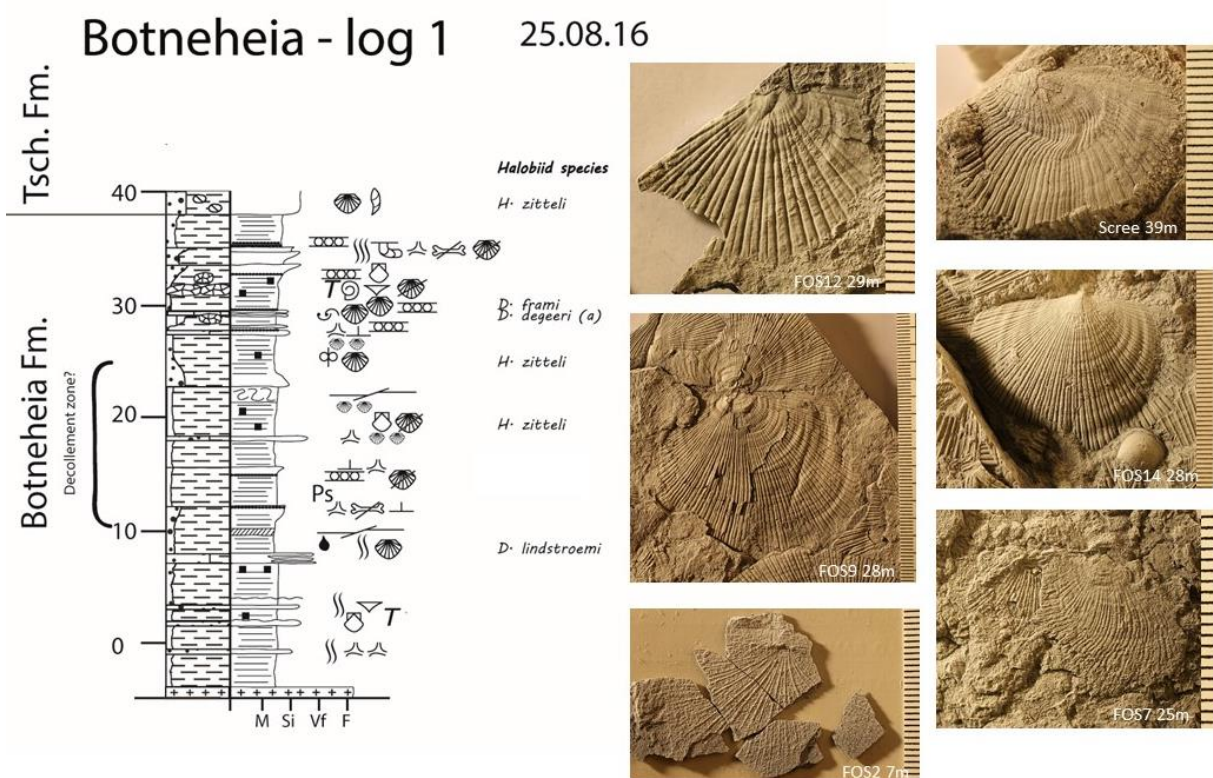 Botneheia - log 1
25.08.16
Tsch. Fm.
Botneheia Fm.
Decollement zone?
Halobiid species
40
H. zitteli
30
D. frami
D. degeeri (a)
T
H. zitteli
20
H. zitteli
Ps
10
D. lindstroemi
T
0
M Si Vf F
FOS12 29m
Scree 39m
FOS9 28m
FOS14 28m
FOS2 7m
FOS7 25m